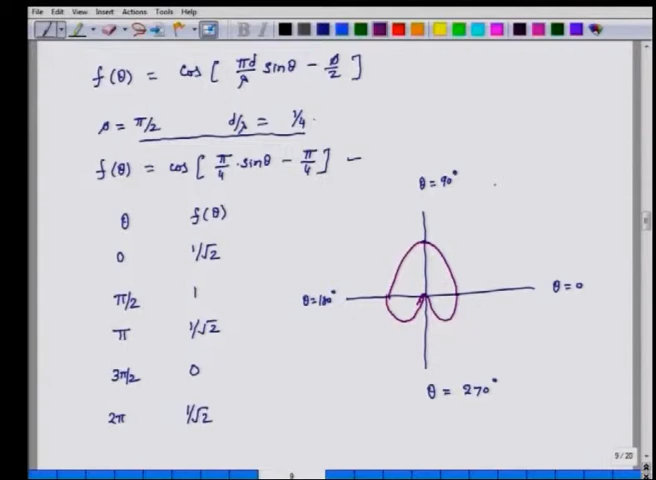 File Edit View Insert Actions Tools Help
f(θ) = cos [ πd/λ sinθ − ø/2 ]
ø = π/2 d/λ = 1/4
f(θ) = cos [ π/4 · sinθ − π/4 ] −
θ f(θ)
0 1/√2
π/2 1
π 1/√2
3π/2 0
2π 1/√2
θ = 90°
θ=180°
θ = 0
θ = 270°
9 / 20
9